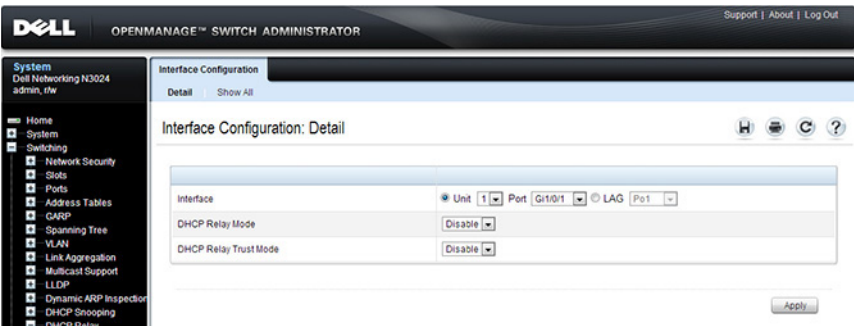 Support | About | Log Out
DELL OPENMANAGE™ SWITCH ADMINISTRATOR
System
Dell Networking N3024
admin, r/w
Home
System
Switching
Network Security
Slots
Ports
Address Tables
GARP
Spanning Tree
VLAN
Link Aggregation
Multicast Support
LLDP
Dynamic ARP Inspection
DHCP Snooping
DHCP Relay
Interface Configuration
Detail | Show All
Interface Configuration: Detail
Interface Unit 1 Port Gi1/0/1 LAG Po1
DHCP Relay Mode Disable
DHCP Relay Trust Mode Disable
Apply